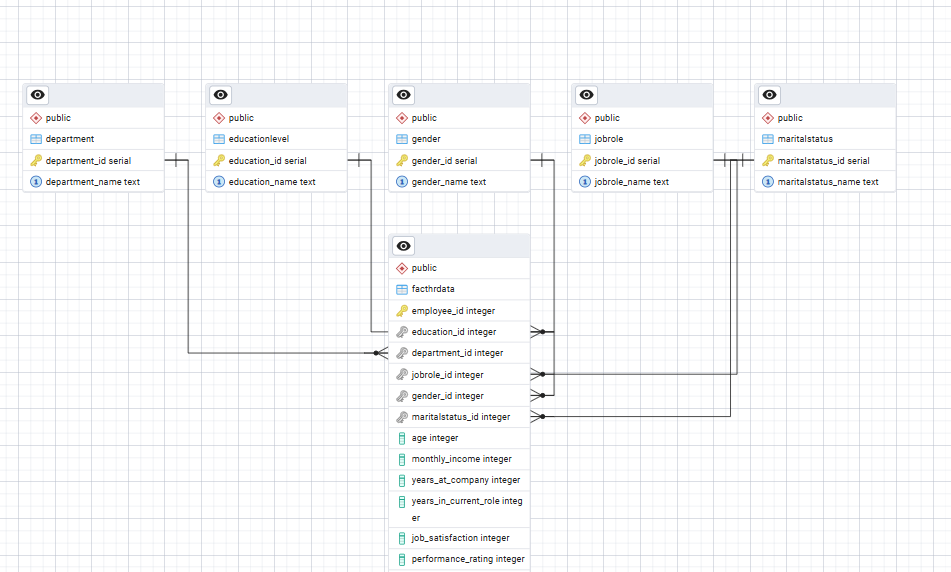 public
department
department_id serial
department_name text
public
educationlevel
education_id serial
education_name text
public
gender
gender_id serial
gender_name text
public
jobrole
jobrole_id serial
jobrole_name text
public
maritalstatus
maritalstatus_id serial
maritalstatus_name text
public
facthrdata
employee_id integer
education_id integer
department_id integer
jobrole_id integer
gender_id integer
maritalstatus_id integer
age integer
monthly_income integer
years_at_company integer
years_in_current_role integ
er
job_satisfaction integer
performance_rating integer